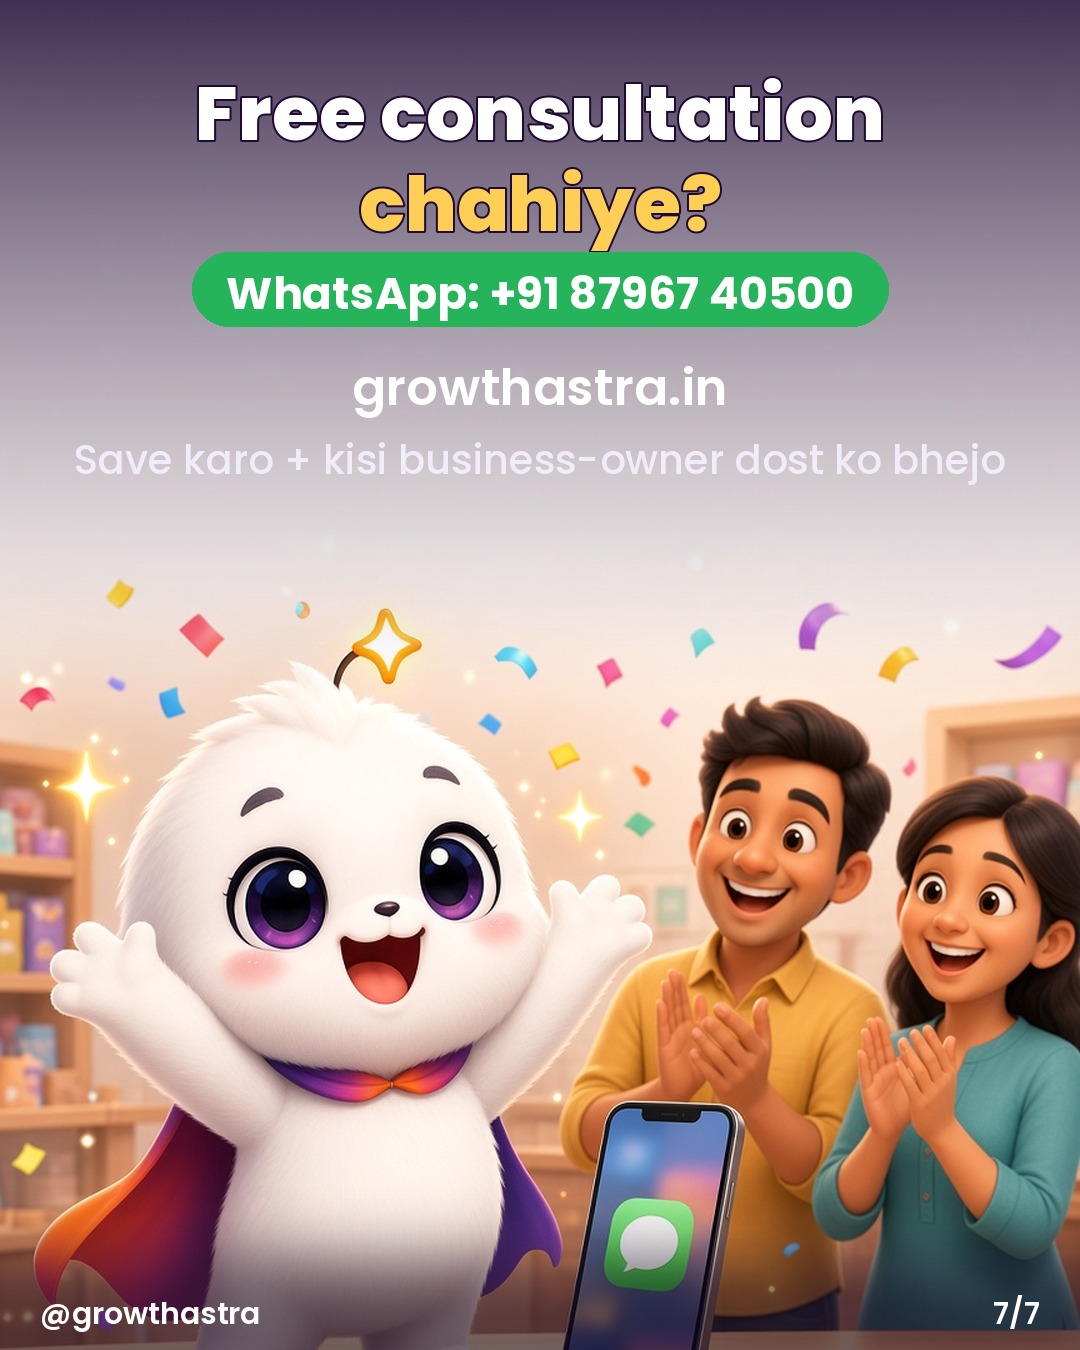 Free consultation
chahiye?
WhatsApp: +91 87967 40500
growthastra.in
Save karo + kisi business-owner dost ko bhejo
@growthastra
7/7